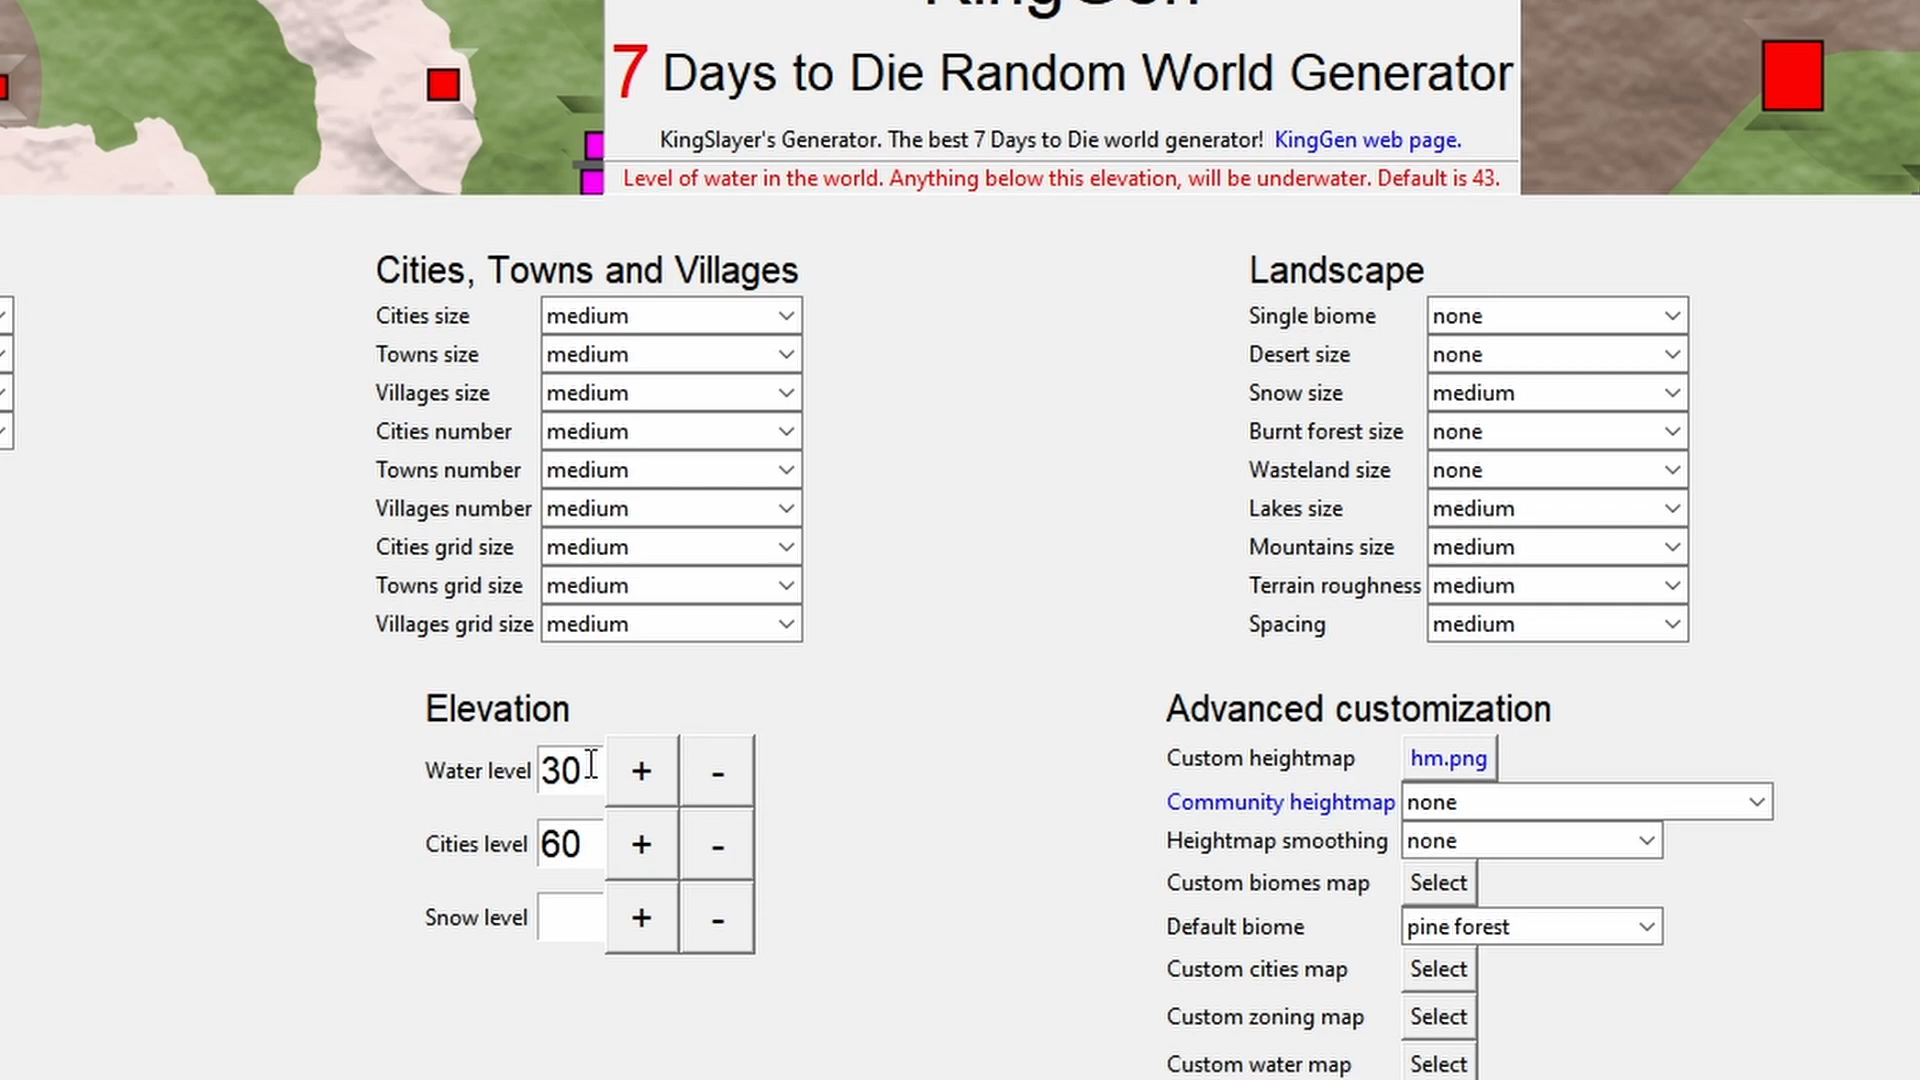 KingGen
7 Days to Die Random World Generator
KingSlayer's Generator. The best 7 Days to Die world generator! KingGen web page.
Level of water in the world. Anything below this elevation, will be underwater. Default is 43.
Cities, Towns and Villages
Cities size medium
Towns size medium
Villages size medium
Cities number medium
Towns number medium
Villages number medium
Cities grid size medium
Towns grid size medium
Villages grid size medium
Landscape
Single biome none
Desert size none
Snow size medium
Burnt forest size none
Wasteland size none
Lakes size medium
Mountains size medium
Terrain roughness medium
Spacing medium
Elevation
Water level 30 + -
Cities level 60 + -
Snow level + -
Advanced customization
Custom heightmap hm.png
Community heightmap none
Heightmap smoothing none
Custom biomes map Select
Default biome pine forest
Custom cities map Select
Custom zoning map Select
Custom water map Select